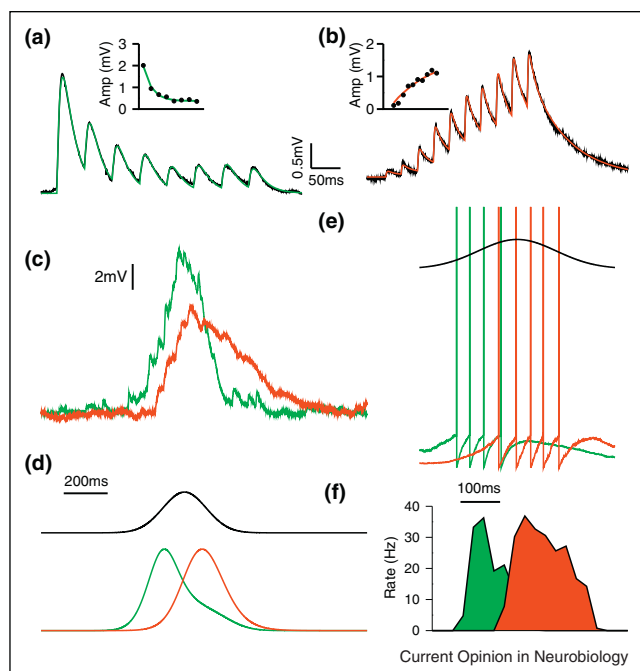 (a)
Amp (mV)
3
2
1
0
(b)
Amp (mV)
2
1
0
0.5mV
50ms
(c)
2mV
(d)
200ms
(e)
(f)
100ms
Rate (Hz)
40
30
20
10
0
Current Opinion in Neurobiology